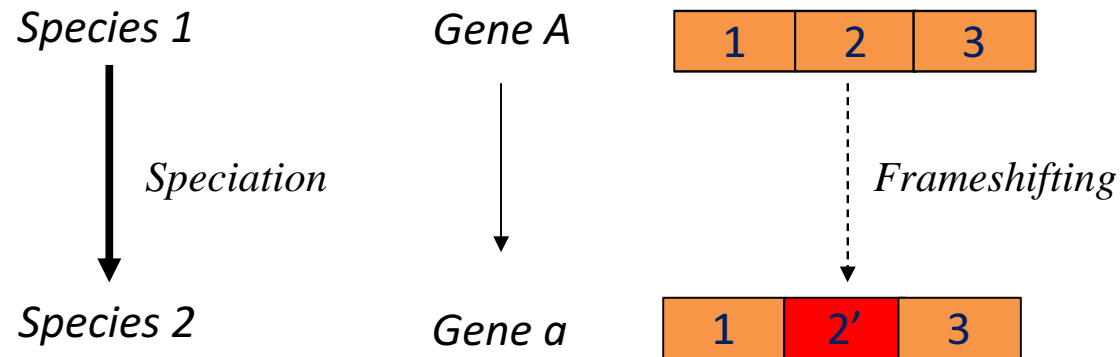 Species 1 Gene A 1 2 3
Speciation Frameshifting
Species 2 Gene a 1 2’ 3